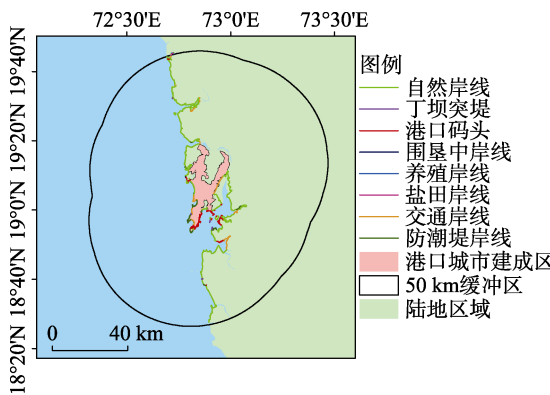 72°30′E
73°0′E
73°30′E
19°40′N
19°20′N
19°0′N
18°40′N
18°20′N
0
40 km
图例
自然岸线
丁坝突堤
港口码头
围垦中岸线
养殖岸线
盐田岸线
交通岸线
防潮堤岸线
港口城市建成区
50 km缓冲区
陆地区域